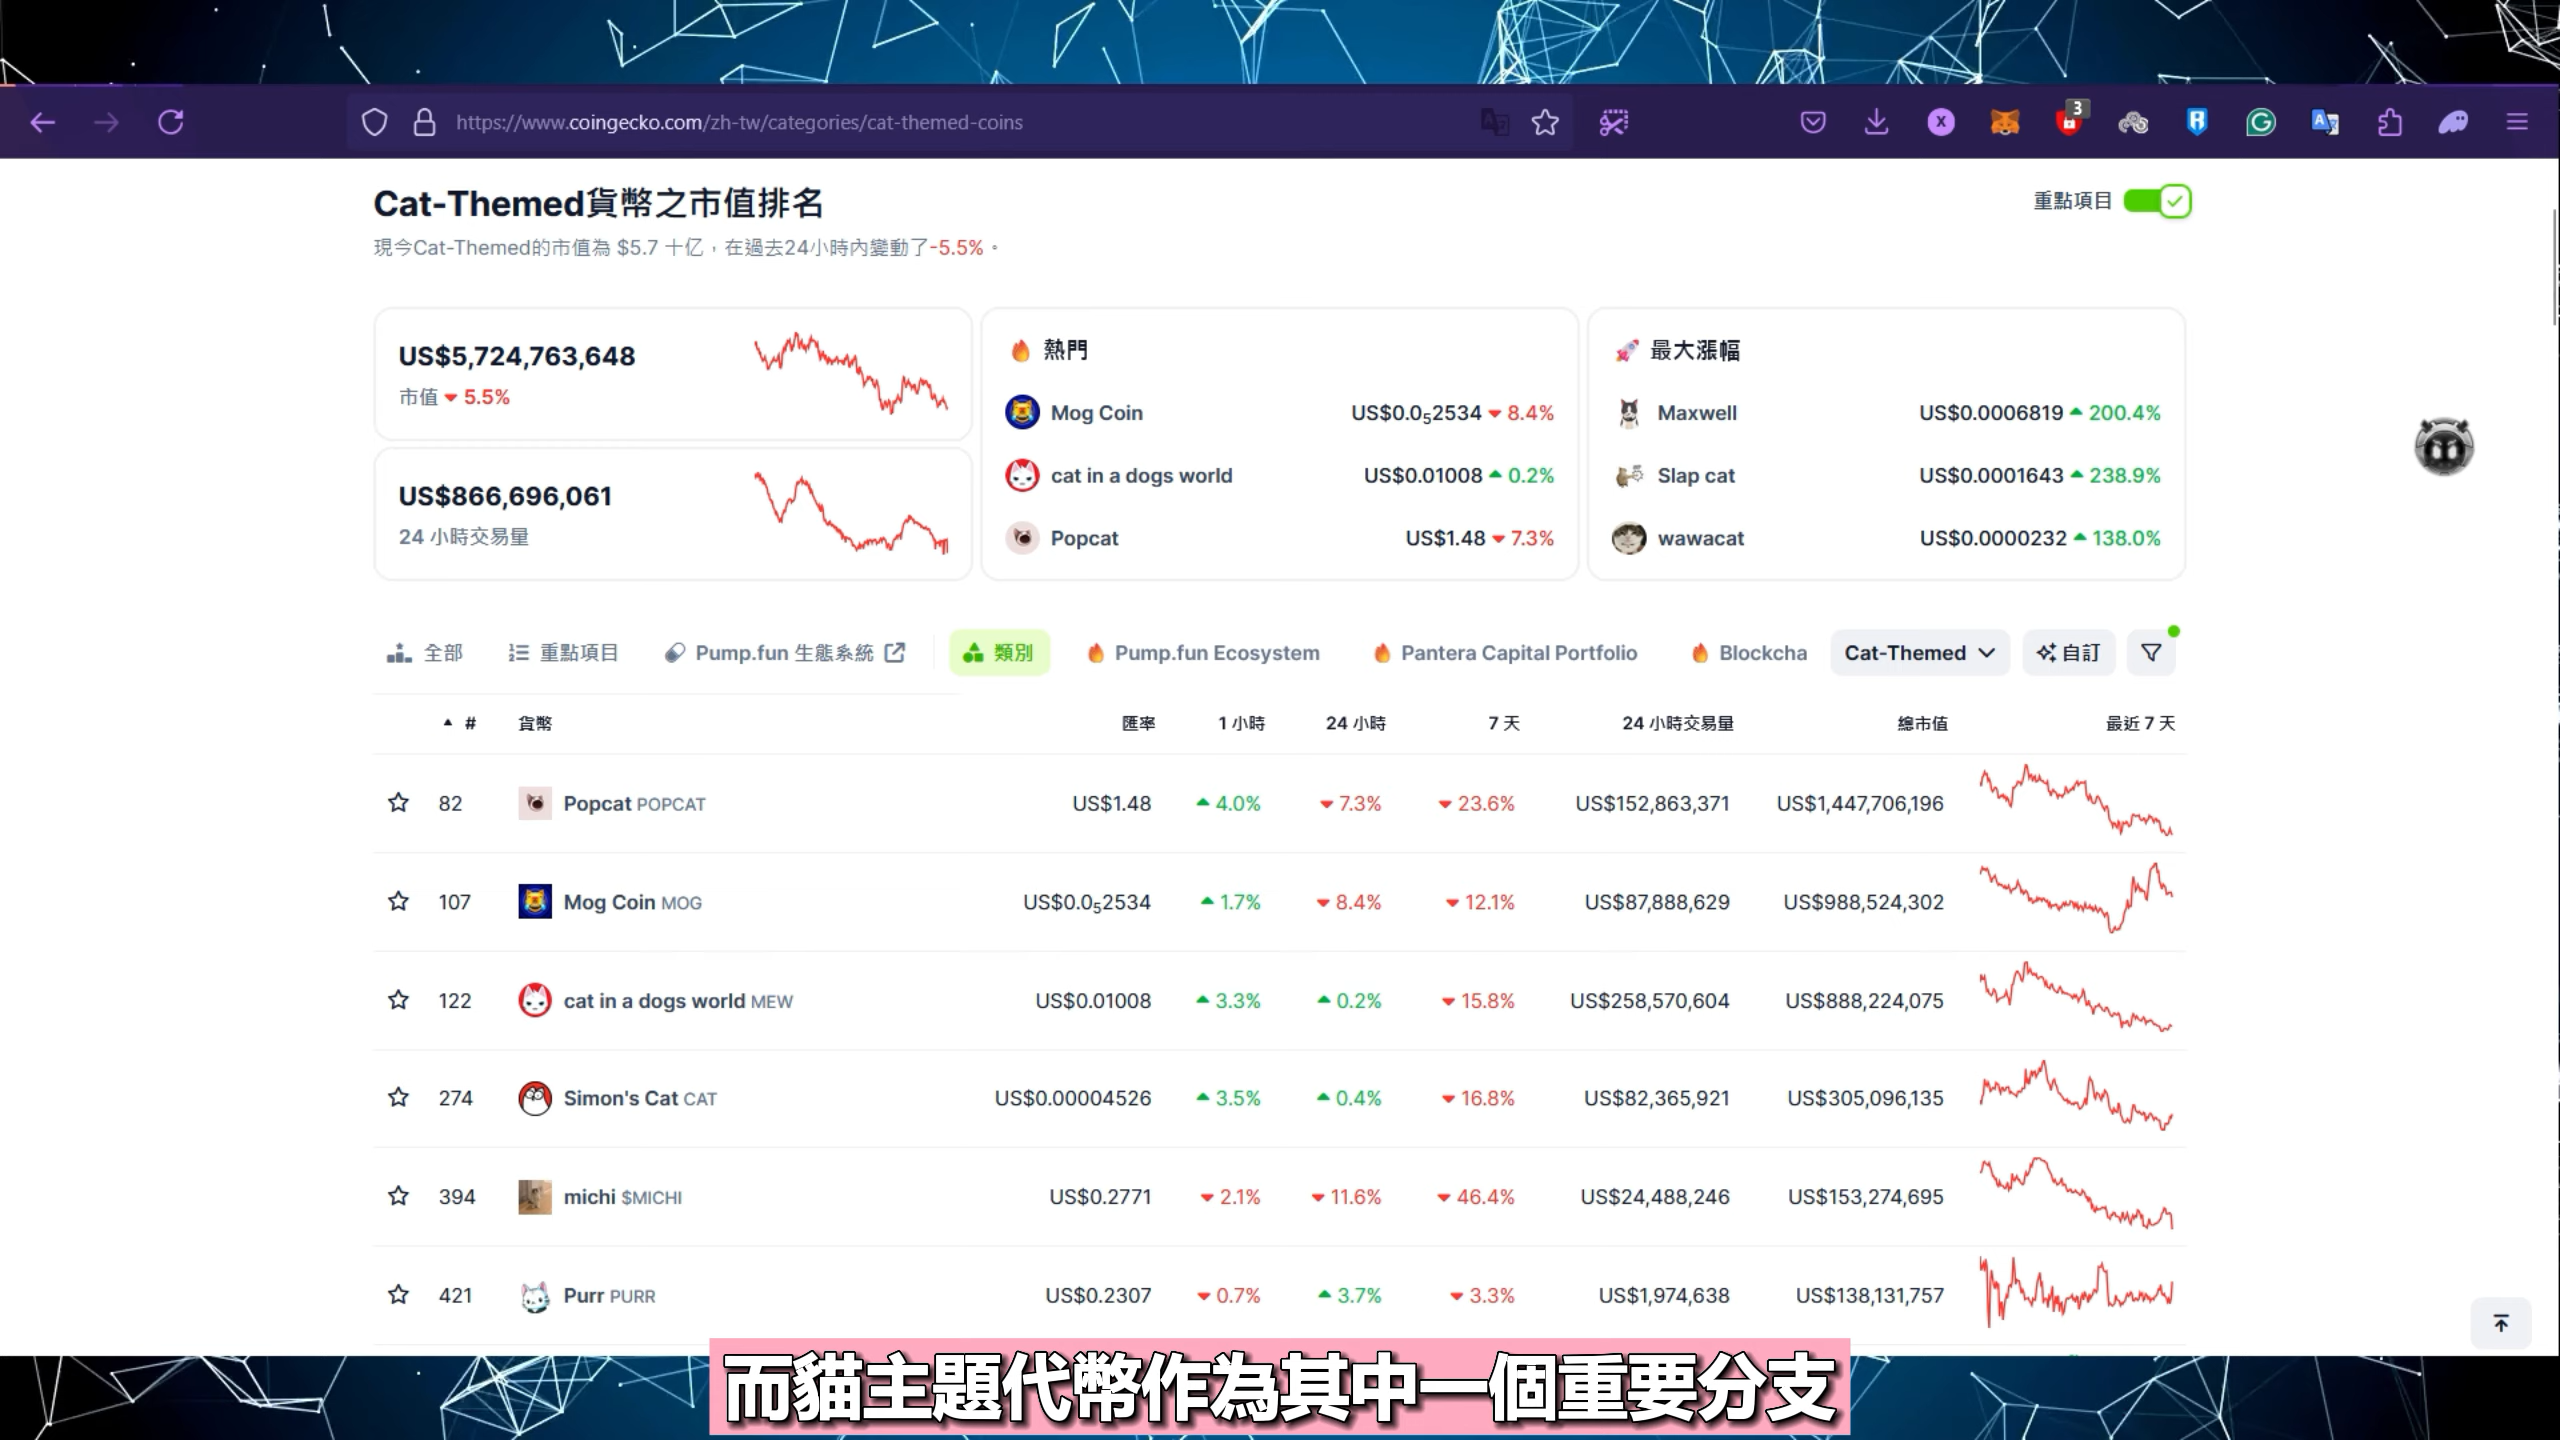 https://www.coingecko.com/zh-tw/categories/cat-themed-coins
3
Cat-Themed貨幣之市值排名
重點項目
現今Cat-Themed的市值為 $5.7 十亿，在過去24小時內變動了-5.5%。
US$5,724,763,648
市值 5.5%
US$866,696,061
24 小時交易量
熱門
Mog Coin US$0.0₅2534 8.4%
cat in a dogs world US$0.01008 0.2%
Popcat US$1.48 7.3%
最大漲幅
Maxwell US$0.0006819 200.4%
Slap cat US$0.0001643 238.9%
wawacat US$0.0000232 138.0%
全部 重點項目 Pump.fun 生態系統 類別 Pump.fun Ecosystem Pantera Capital Portfolio Blockcha Cat-Themed 自訂
# 貨幣 匯率 1 小時 24 小時 7 天 24 小時交易量 總市值 最近 7 天
82 Popcat POPCAT US$1.48 4.0% 7.3% 23.6% US$152,863,371 US$1,447,706,196
107 Mog Coin MOG US$0.0₅2534 1.7% 8.4% 12.1% US$87,888,629 US$988,524,302
122 cat in a dogs world MEW US$0.01008 3.3% 0.2% 15.8% US$258,570,604 US$888,224,075
274 Simon's Cat CAT US$0.00004526 3.5% 0.4% 16.8% US$82,365,921 US$305,096,135
394 michi $MICHI US$0.2771 2.1% 11.6% 46.4% US$24,488,246 US$153,274,695
421 Purr PURR US$0.2307 0.7% 3.7% 3.3% US$1,974,638 US$138,131,757
而貓主題代幣作為其中一個重要分支